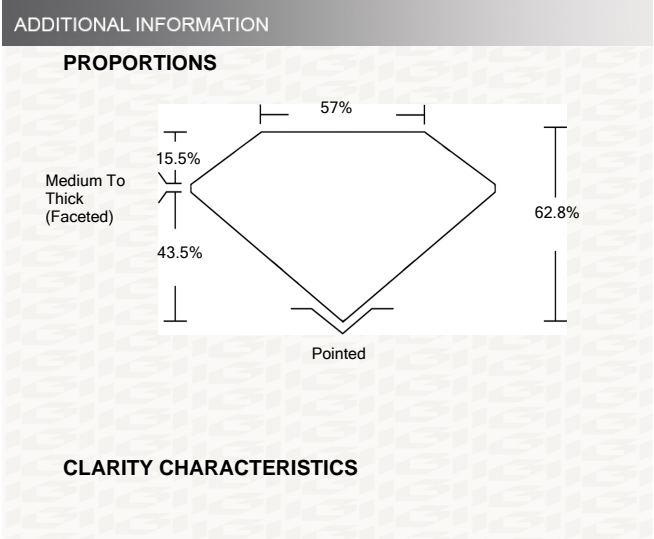 ADDITIONAL INFORMATION
PROPORTIONS
57%
15.5%
Medium To
Thick
(Faceted)
62.8%
43.5%
Pointed
CLARITY CHARACTERISTICS